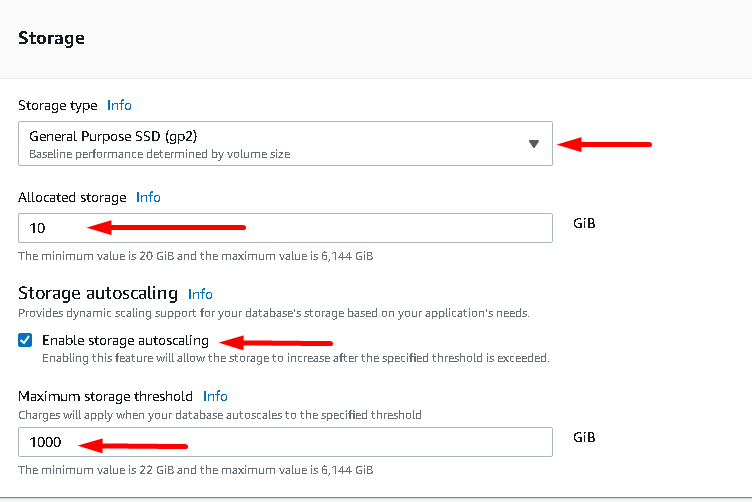 Storage
Storage type Info
General Purpose SSD (gp2)
Baseline performance determined by volume size
Allocated storage Info
10 GiB
The minimum value is 20 GiB and the maximum value is 6,144 GiB
Storage autoscaling Info
Provides dynamic scaling support for your database's storage based on your application's needs.
Enable storage autoscaling
Enabling this feature will allow the storage to increase after the specified threshold is exceeded.
Maximum storage threshold Info
Charges will apply when your database autoscales to the specified threshold
1000 GiB
The minimum value is 22 GiB and the maximum value is 6,144 GiB